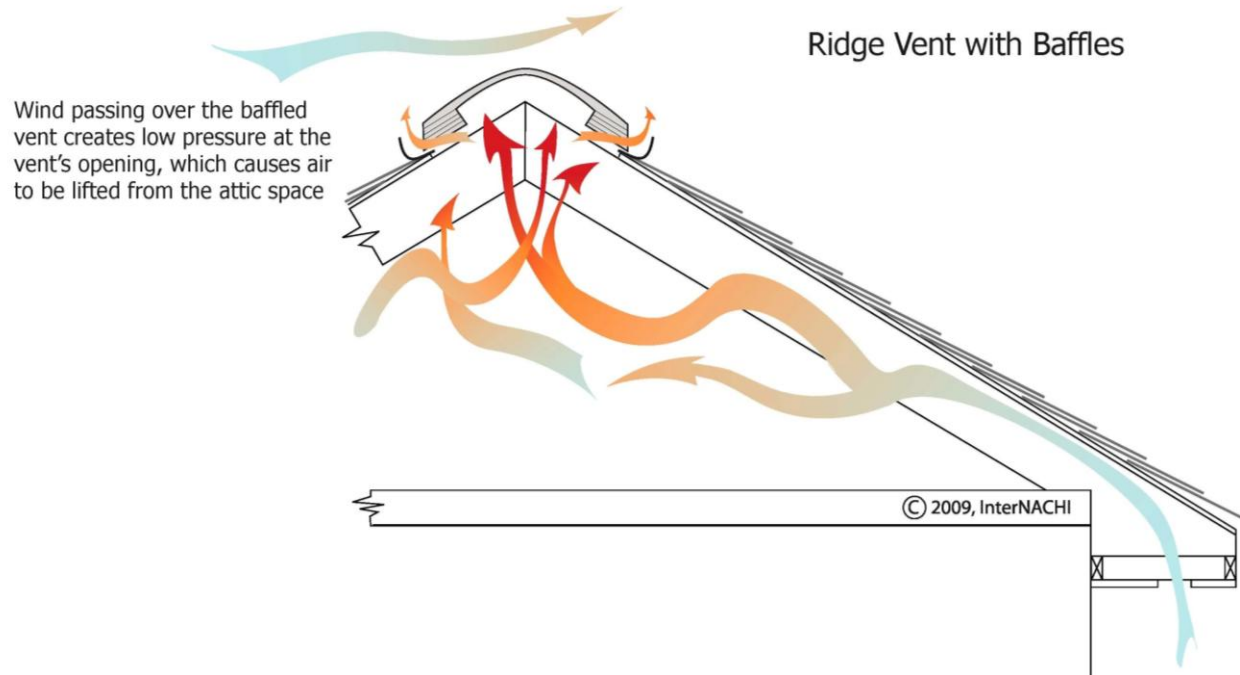 Ridge Vent with Baffles
Wind passing over the baffled
vent creates low pressure at the
vent's opening, which causes air
to be lifted from the attic space
© 2009, InterNACHI